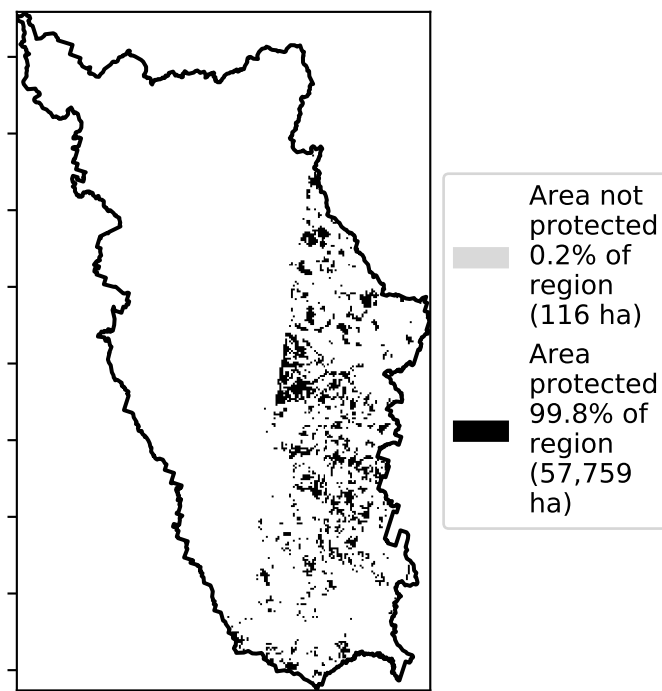 Area not
protected
0.2% of
region
(116 ha)
Area
protected
99.8% of
region
(57,759
ha)